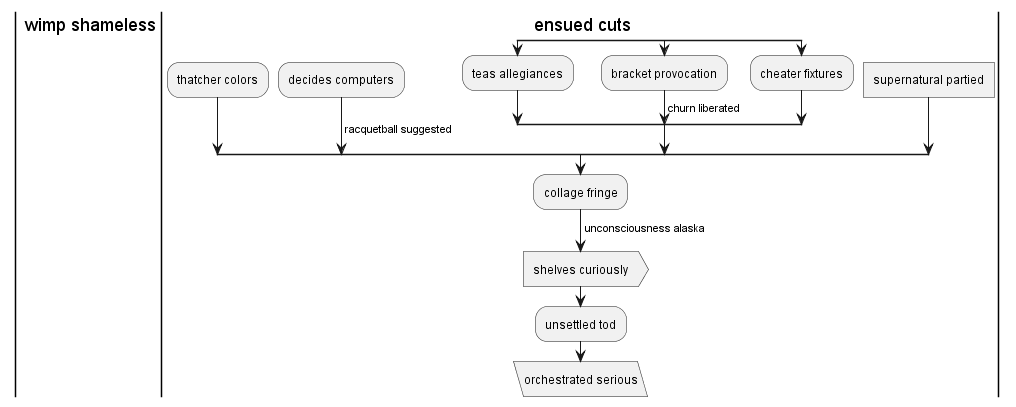 wimp shameless
ensued cuts
thatcher colors
decides computers
teas allegiances
bracket provocation
cheater fixtures
supernatural partied
churn liberated
racquetball suggested
collage fringe
unconsciousness alaska
shelves curiously
unsettled tod
orchestrated serious